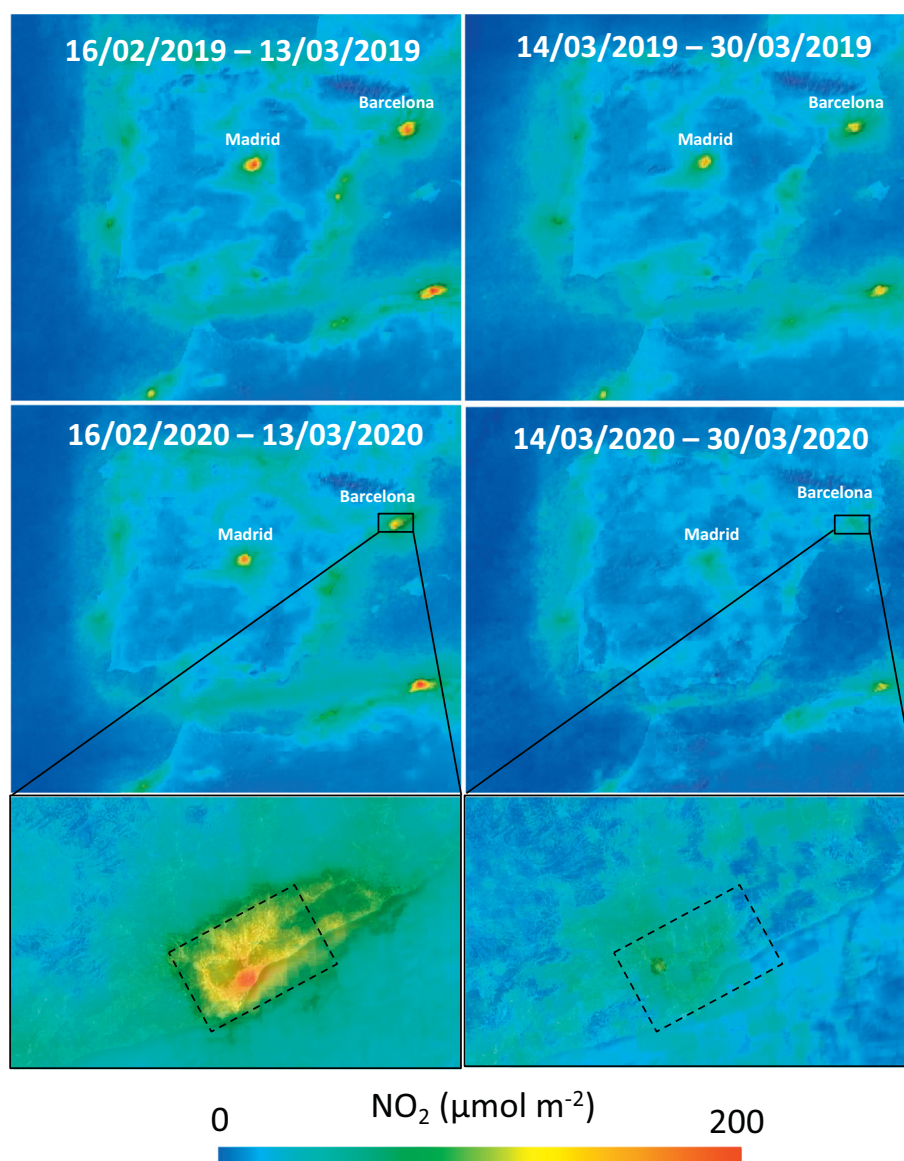 16/02/2019 – 13/03/2019
14/03/2019 – 30/03/2019
Barcelona
Madrid
Barcelona
Madrid
16/02/2020 – 13/03/2020
14/03/2020 – 30/03/2020
Barcelona
Madrid
Barcelona
Madrid
0
NO₂ (µmol m⁻²)
200